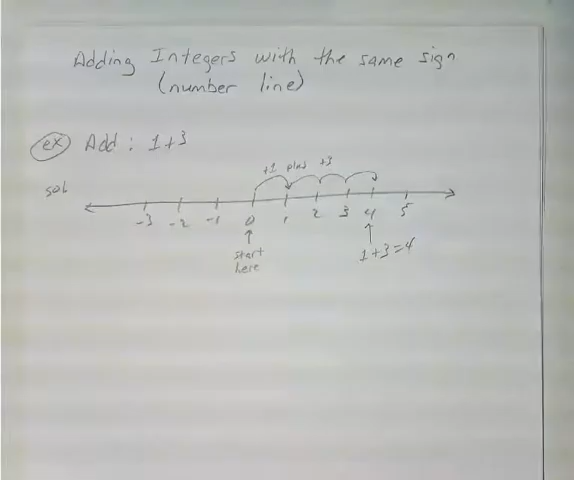 Adding Integers with the same sign
(number line)
ex Add : 1+3
+1 plus +3
sol
-3 -2 -1 0 1 2 3 4 5
start
here
1+3=4